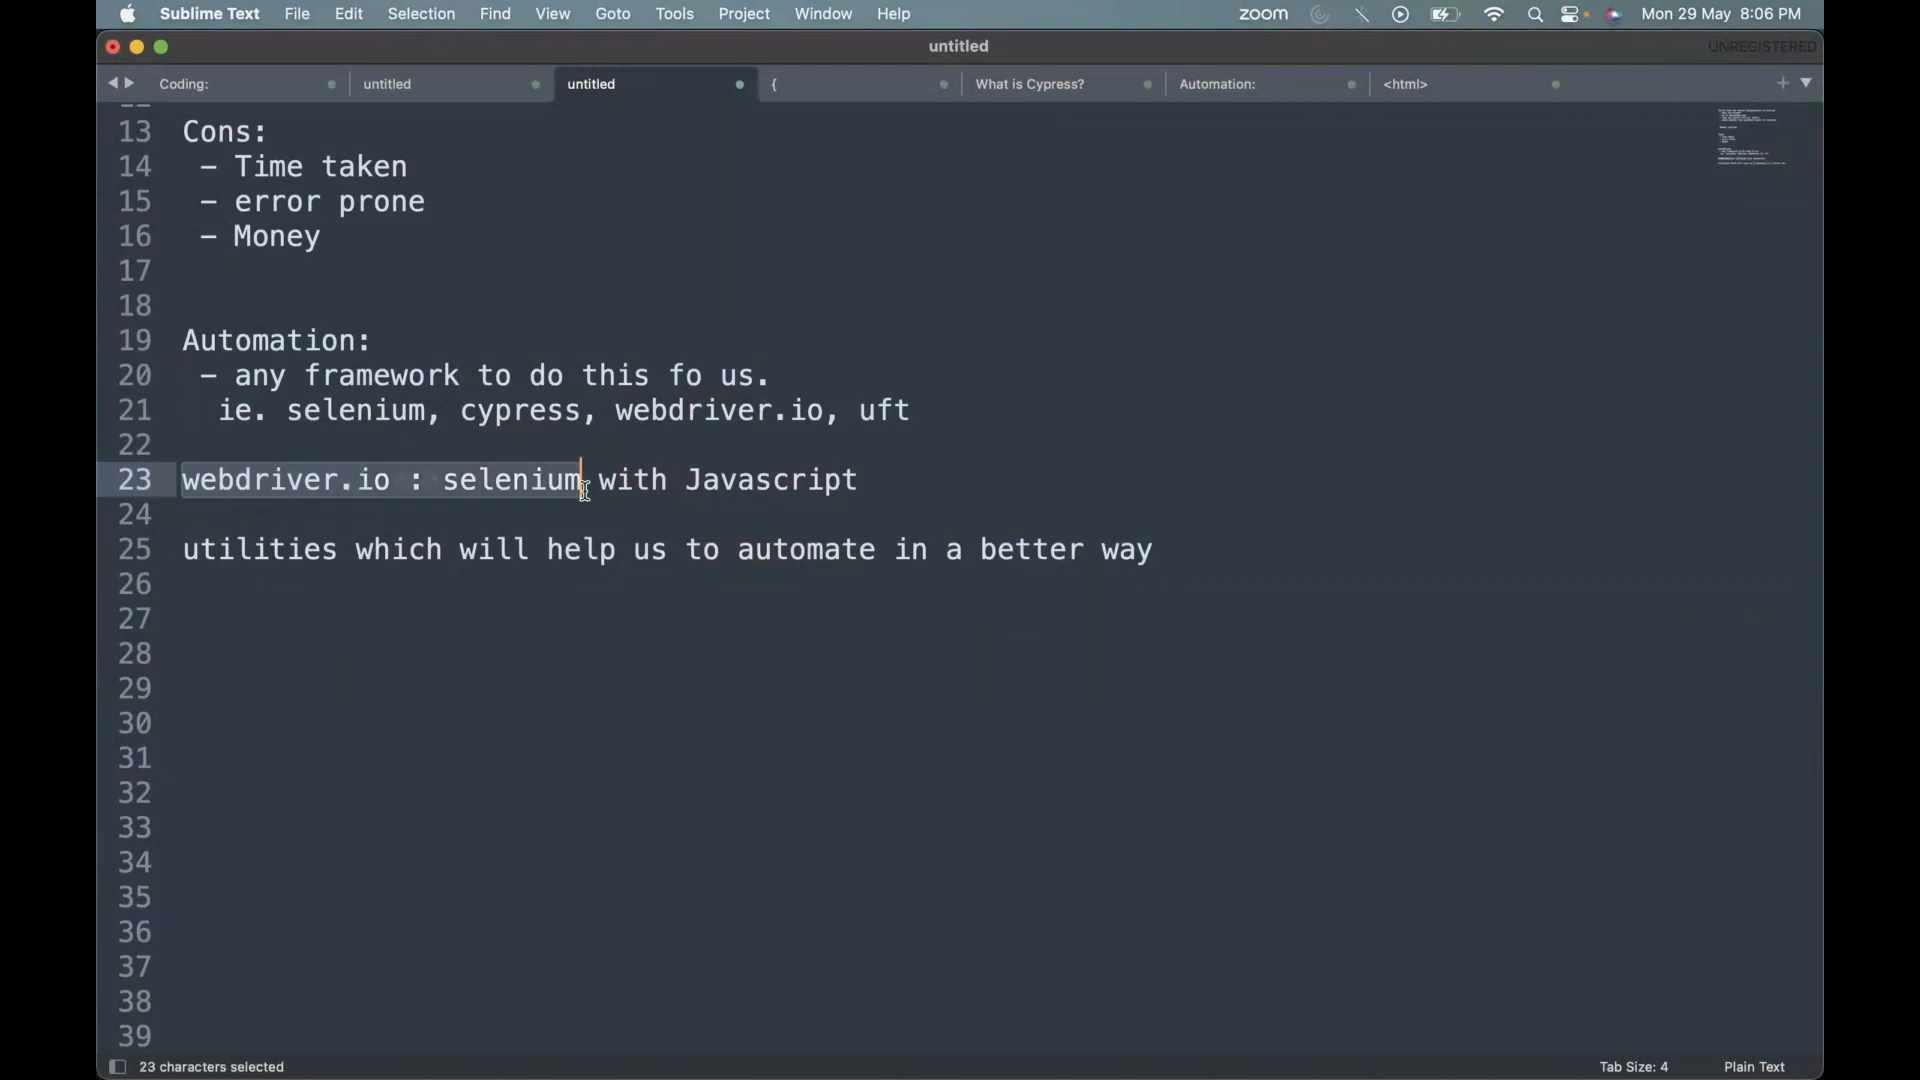 Sublime Text File Edit Selection Find View Goto Tools Project Window Help zoom Mon 29 May 8:06 PM
untitled UNREGISTERED
Coding: untitled untitled { What is Cypress? Automation: <html>
13 Cons:
14 - Time taken
15 - error prone
16 - Money
17
18
19 Automation:
20 - any framework to do this fo us.
21 ie. selenium, cypress, webdriver.io, uft
22
23 webdriver.io : selenium with Javascript
24
25 utilities which will help us to automate in a better way
26
27
28
29
30
31
32
33
34
35
36
37
38
39
23 characters selected Tab Size: 4 Plain Text